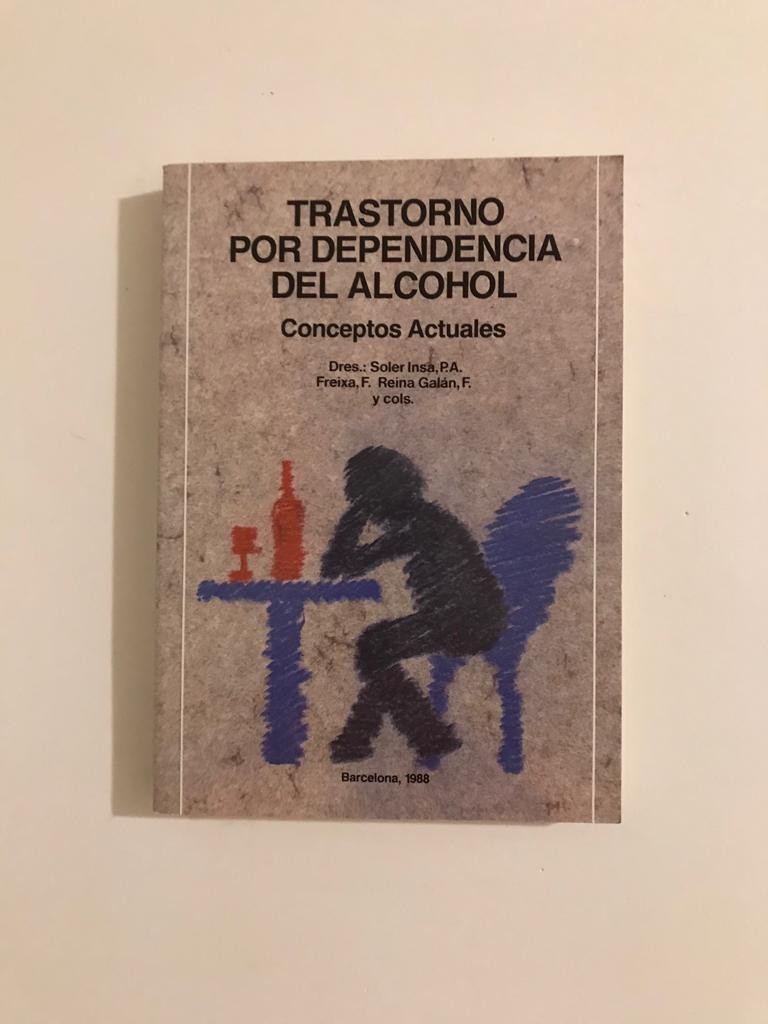 TRASTORNO
POR DEPENDENCIA
DEL ALCOHOL
Conceptos Actuales
Dres.: Soler Insa, P.A.
Freixa, F. Reina Galán, F.
y cols.
Barcelona, 1988